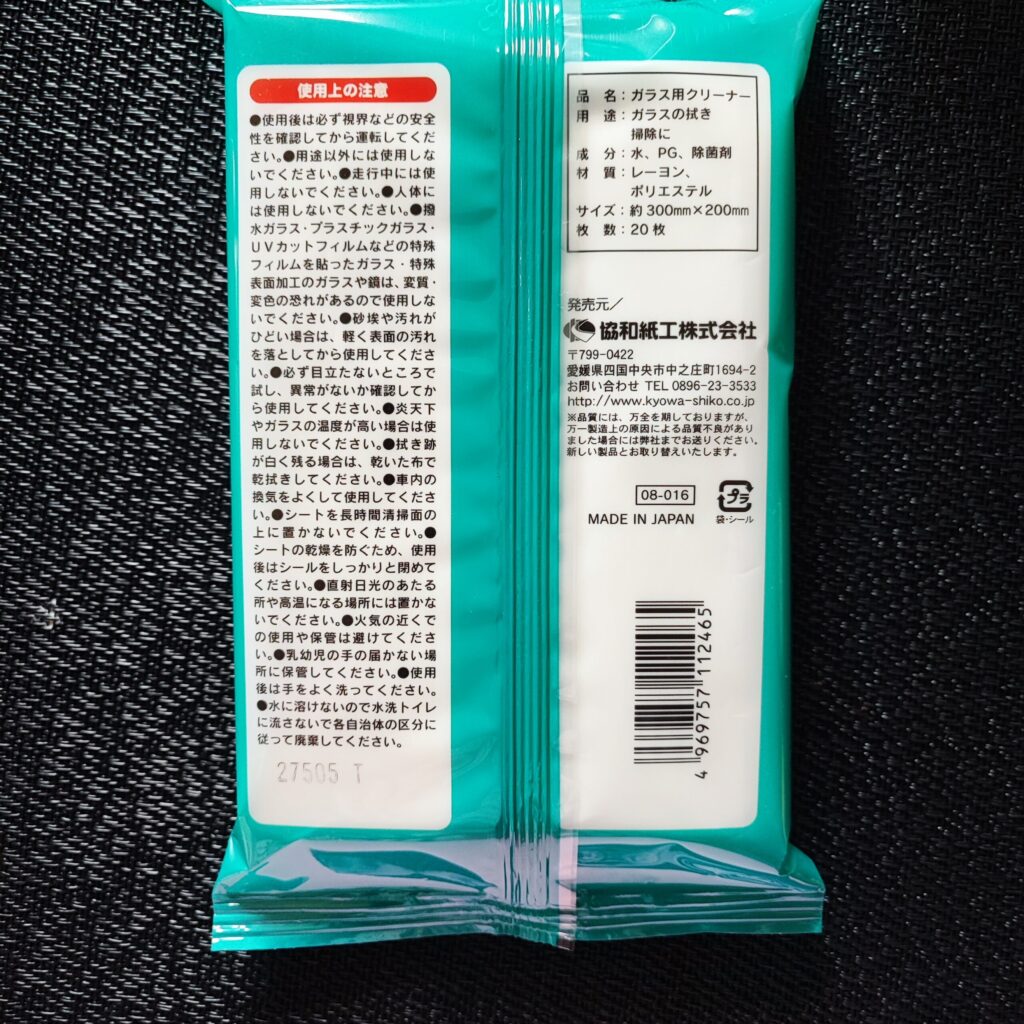 使用上の注意
●使用後は必ず視界などの安全
性を確認してから運転してくだ
さい。●用途以外には使用しな
いでください。●走行中には使
用しないでください。●人体に
は使用しないでください。●撥
水ガラス・プラスチックガラス・
UVカットフィルムなどの特殊
フィルムを貼ったガラス・特殊
表面加工のガラスや鏡は、変質・
変色の恐れがあるので使用しな
いでください。●砂埃や汚れが
ひどい場合は、軽く表面の汚れ
を落としてから使用してくださ
い。●必ず目立たないところで
試し、異常がないか確認してか
ら使用してください。●炎天下
やガラスの温度が高い場合は使
用しないでください。●拭き跡
が白く残る場合は、乾いた布で
乾拭きしてください。●車内の
換気をよくして使用してくださ
い。●シートを長時間清掃面の
上に置かないでください。●
シートの乾燥を防ぐため、使用
後はシールをしっかりと閉めて
ください。●直射日光のあたる
所や高温になる場所には置かな
いでください。●火気の近くで
の使用や保管は避けてくださ
い。●乳幼児の手の届かない場
所に保管してください。●使用
後は手をよく洗ってください。
●水に溶けないので水洗トイレ
に流さないで各自治体の区分に
従って廃棄してください。
27505 T
品 名：ガラス用クリーナー
用 途：ガラスの拭き
掃除に
成 分：水、PG、除菌剤
材 質：レーヨン、
ポリエステル
サイズ：約300mm×200mm
枚 数：20枚
発売元／
協和紙工株式会社
〒799-0422
愛媛県四国中央市中之庄町1694-2
お問い合わせ TEL 0896-23-3533
http://www.kyowa-shiko.co.jp
※品質には、万全を期しておりますが、
万一製造上の原因による品質不良があり
ました場合には弊社までお送りください。
新しい製品とお取り替えいたします。
08-016
プラ
MADE IN JAPAN
袋・シール
4 969757 112465